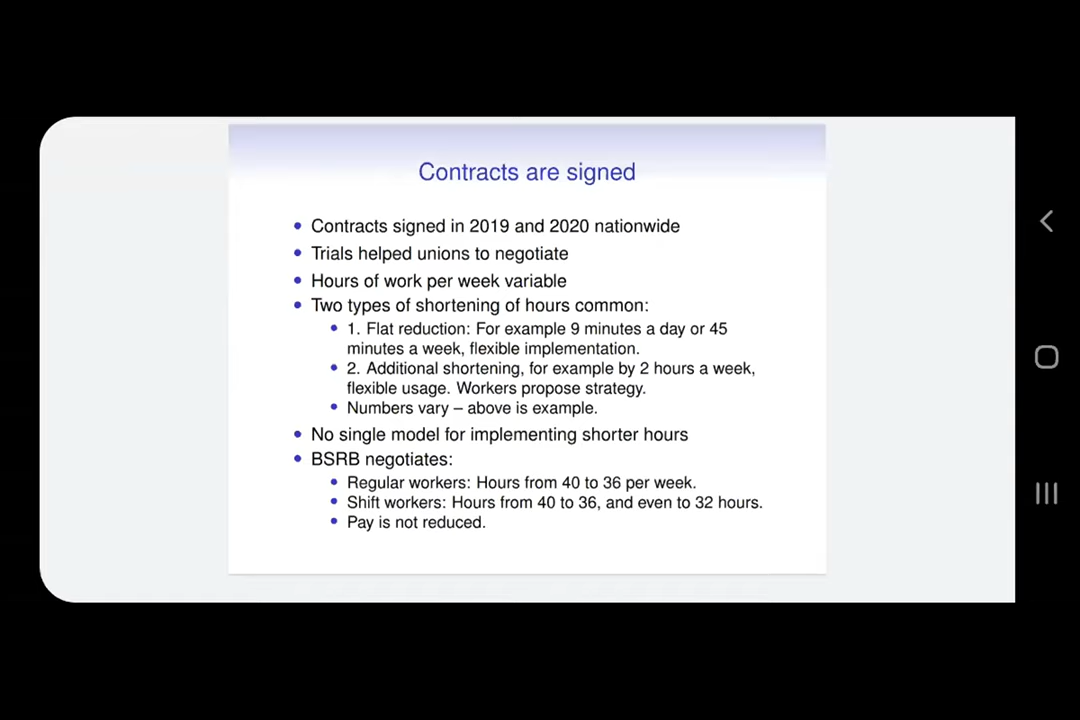 Contracts are signed
• Contracts signed in 2019 and 2020 nationwide
• Trials helped unions to negotiate
• Hours of work per week variable
• Two types of shortening of hours common:
• 1. Flat reduction: For example 9 minutes a day or 45
minutes a week, flexible implementation.
• 2. Additional shortening, for example by 2 hours a week,
flexible usage. Workers propose strategy.
• Numbers vary – above is example.
• No single model for implementing shorter hours
• BSRB negotiates:
• Regular workers: Hours from 40 to 36 per week.
• Shift workers: Hours from 40 to 36, and even to 32 hours.
• Pay is not reduced.